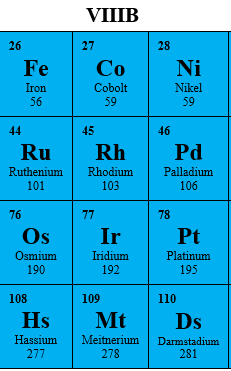 VIIIB
26 27 28
Fe Co Ni
Iron Cobolt Nikel
56 59 59
44 45 46
Ru Rh Pd
Ruthenium Rhodium Palladium
101 103 106
76 77 78
Os Ir Pt
Osmium Iridium Platinum
190 192 195
108 109 110
Hs Mt Ds
Hassium Meitnerium Darmstadium
277 278 281